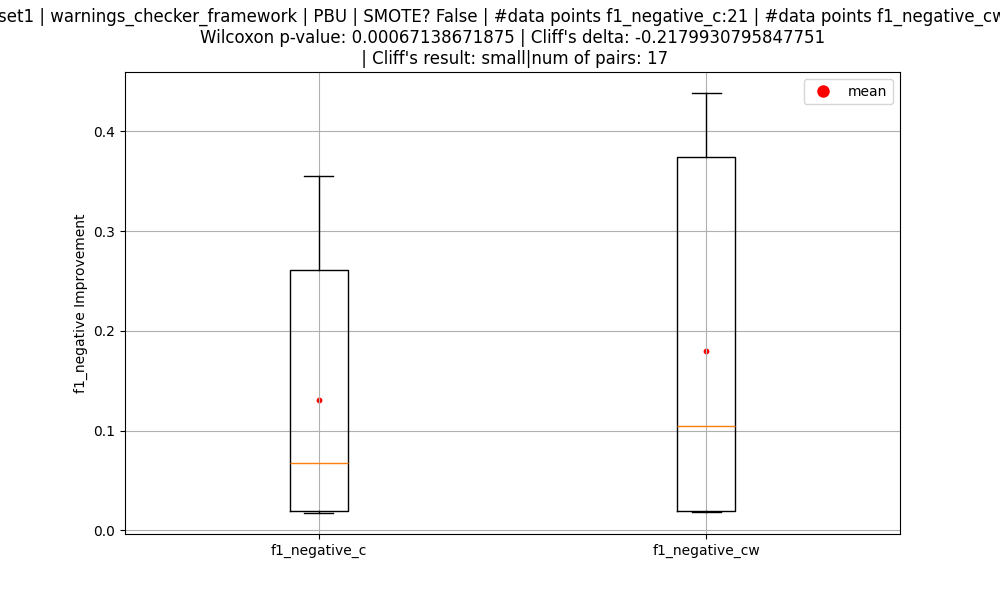 set1 | warnings_checker_framework | PBU | SMOTE? False | #data points f1_negative_c:21 | #data points f1_negative_cw
Wilcoxon p-value: 0.00067138671875 | Cliff's delta: -0.2179930795847751
| Cliff's result: small|num of pairs: 17
mean
0.4
0.3
0.2
0.1
0.0
f1_negative Improvement
f1_negative_c
f1_negative_cw